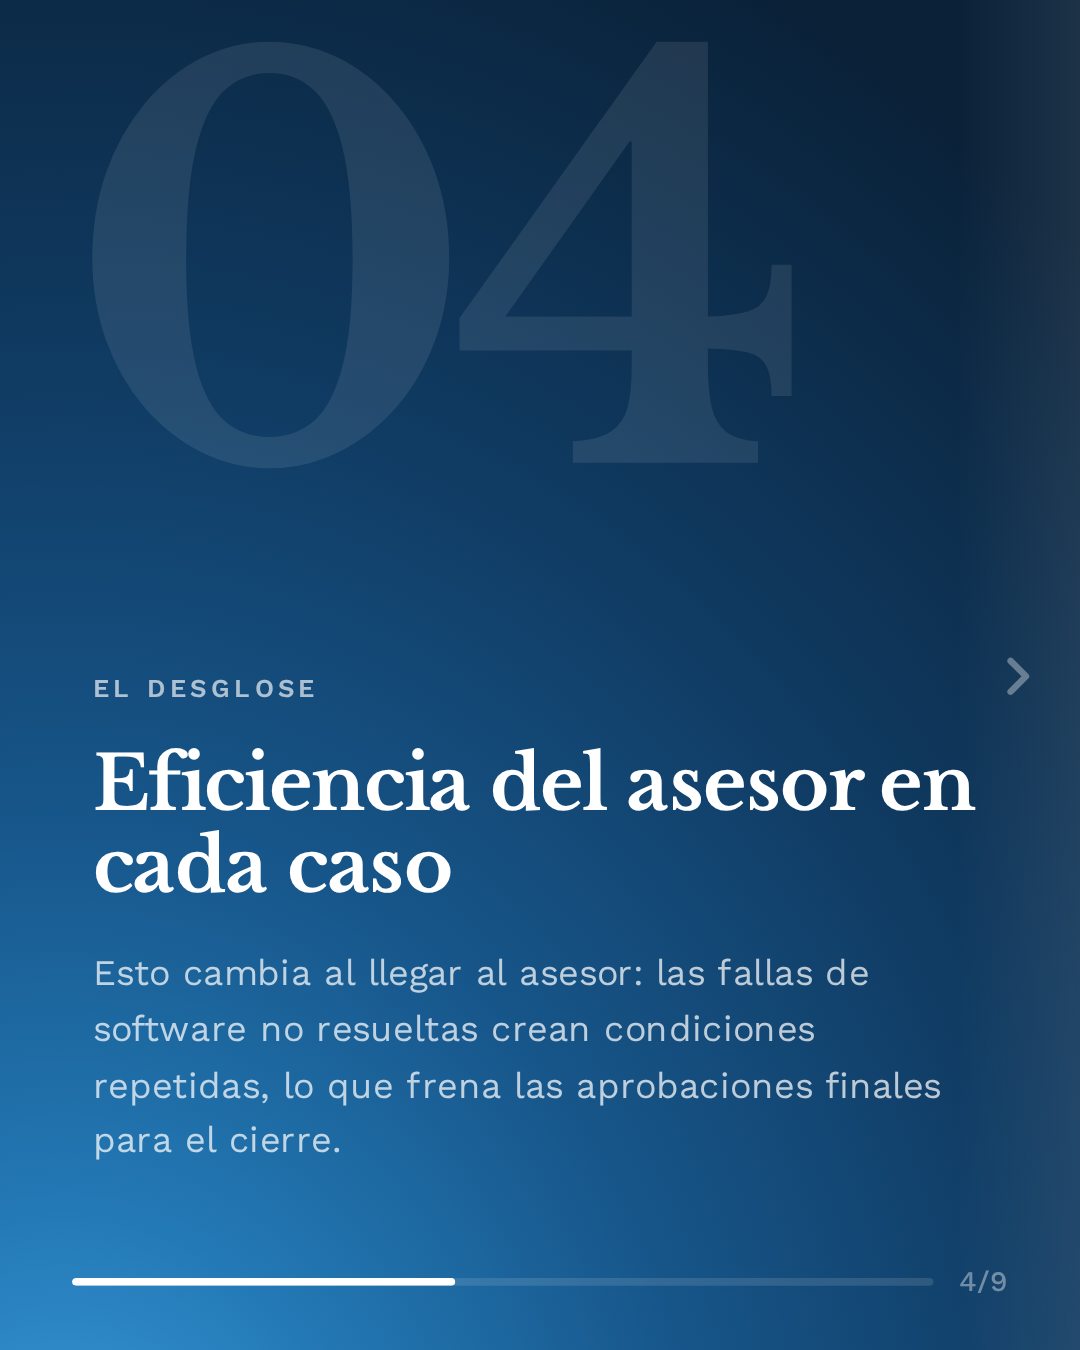 04
EL DESGLOSE
Eficiencia del asesor en
cada caso
Esto cambia al llegar al asesor: las fallas de
software no resueltas crean condiciones
repetidas, lo que frena las aprobaciones finales
para el cierre.
4/9